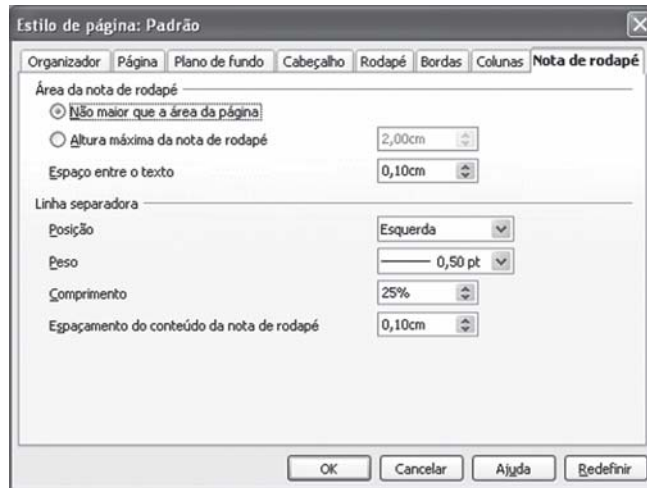 Estilo de página: Padrão
Organizador Página Plano de fundo Cabeçalho Rodapé Bordas Colunas Nota de rodapé
Área da nota de rodapé
Não maior que a área da página
Altura máxima da nota de rodapé 2,00cm
Espaço entre o texto 0,10cm
Linha separadora
Posição Esquerda
Peso 0,50 pt
Comprimento 25%
Espaçamento do conteúdo da nota de rodapé 0,10cm
OK Cancelar Ajuda Redefinir